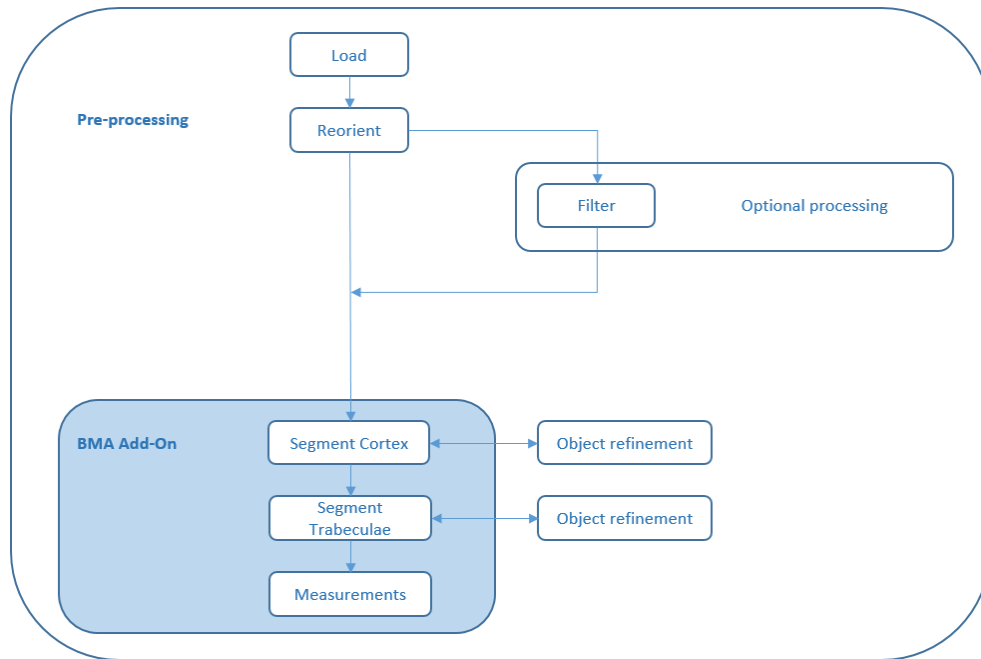 Load
Pre-processing
Reorient
Filter
Optional processing
BMA Add-On
Segment Cortex
Object refinement
Segment
Trabeculae
Object refinement
Measurements